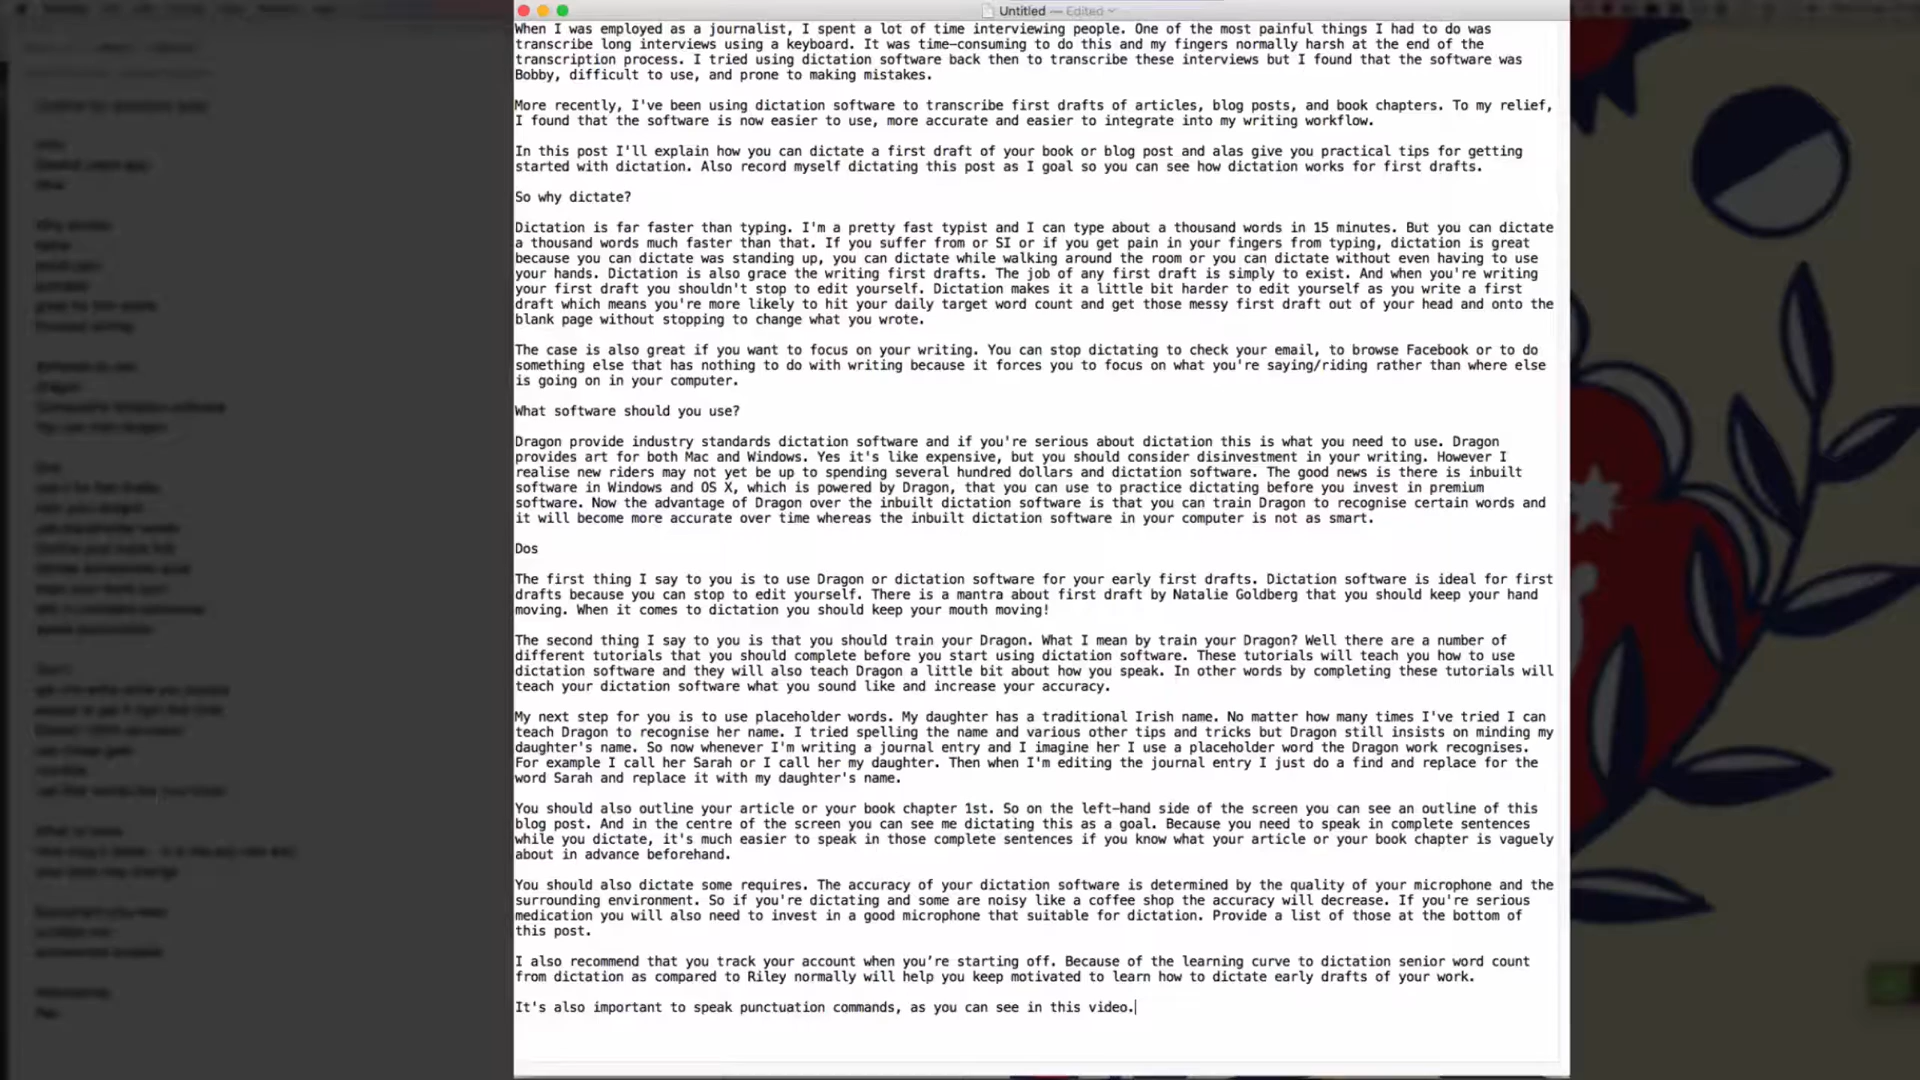 Untitled — Edited
When I was employed as a journalist, I spent a lot of time interviewing people. One of the most painful things I had to do was
transcribe long interviews using a keyboard. It was time-consuming to do this and my fingers normally harsh at the end of the
transcription process. I tried using dictation software back then to transcribe these interviews but I found that the software was
Bobby, difficult to use, and prone to making mistakes.
More recently, I've been using dictation software to transcribe first drafts of articles, blog posts, and book chapters. To my relief,
I found that the software is now easier to use, more accurate and easier to integrate into my writing workflow.
In this post I'll explain how you can dictate a first draft of your book or blog post and alas give you practical tips for getting
started with dictation. Also record myself dictating this post as I goal so you can see how dictation works for first drafts.
So why dictate?
Dictation is far faster than typing. I'm a pretty fast typist and I can type about a thousand words in 15 minutes. But you can dictate
a thousand words much faster than that. If you suffer from or SI or if you get pain in your fingers from typing, dictation is great
because you can dictate was standing up, you can dictate while walking around the room or you can dictate without even having to use
your hands. Dictation is also grace the writing first drafts. The job of any first draft is simply to exist. And when you're writing
your first draft you shouldn't stop to edit yourself. Dictation makes it a little bit harder to edit yourself as you write a first
draft which means you're more likely to hit your daily target word count and get those messy first draft out of your head and onto the
blank page without stopping to change what you wrote.
The case is also great if you want to focus on your writing. You can stop dictating to check your email, to browse Facebook or to do
something else that has nothing to do with writing because it forces you to focus on what you're saying/riding rather than where else
is going on in your computer.
What software should you use?
Dragon provide industry standards dictation software and if you're serious about dictation this is what you need to use. Dragon
provides art for both Mac and Windows. Yes it's like expensive, but you should consider disinvestment in your writing. However I
realise new riders may not yet be up to spending several hundred dollars and dictation software. The good news is there is inbuilt
software in Windows and OS X, which is powered by Dragon, that you can use to practice dictating before you invest in premium
software. Now the advantage of Dragon over the inbuilt dictation software is that you can train Dragon to recognise certain words and
it will become more accurate over time whereas the inbuilt dictation software in your computer is not as smart.
Dos
The first thing I say to you is to use Dragon or dictation software for your early first drafts. Dictation software is ideal for first
drafts because you can stop to edit yourself. There is a mantra about first draft by Natalie Goldberg that you should keep your hand
moving. When it comes to dictation you should keep your mouth moving!
The second thing I say to you is that you should train your Dragon. What I mean by train your Dragon? Well there are a number of
different tutorials that you should complete before you start using dictation software. These tutorials will teach you how to use
dictation software and they will also teach Dragon a little bit about how you speak. In other words by completing these tutorials will
teach your dictation software what you sound like and increase your accuracy.
My next step for you is to use placeholder words. My daughter has a traditional Irish name. No matter how many times I've tried I can
teach Dragon to recognise her name. I tried spelling the name and various other tips and tricks but Dragon still insists on minding my
daughter's name. So now whenever I'm writing a journal entry and I imagine her I use a placeholder word the Dragon work recognises.
For example I call her Sarah or I call her my daughter. Then when I'm editing the journal entry I just do a find and replace for the
word Sarah and replace it with my daughter's name.
You should also outline your article or your book chapter 1st. So on the left-hand side of the screen you can see an outline of this
blog post. And in the centre of the screen you can see me dictating this as a goal. Because you need to speak in complete sentences
while you dictate, it's much easier to speak in those complete sentences if you know what your article or your book chapter is vaguely
about in advance beforehand.
You should also dictate some requires. The accuracy of your dictation software is determined by the quality of your microphone and the
surrounding environment. So if you're dictating and some are noisy like a coffee shop the accuracy will decrease. If you're serious
medication you will also need to invest in a good microphone that suitable for dictation. Provide a list of those at the bottom of
this post.
I also recommend that you track your account when you're starting off. Because of the learning curve to dictation senior word count
from dictation as compared to Riley normally will help you keep motivated to learn how to dictate early drafts of your work.
It's also important to speak punctuation commands, as you can see in this video.